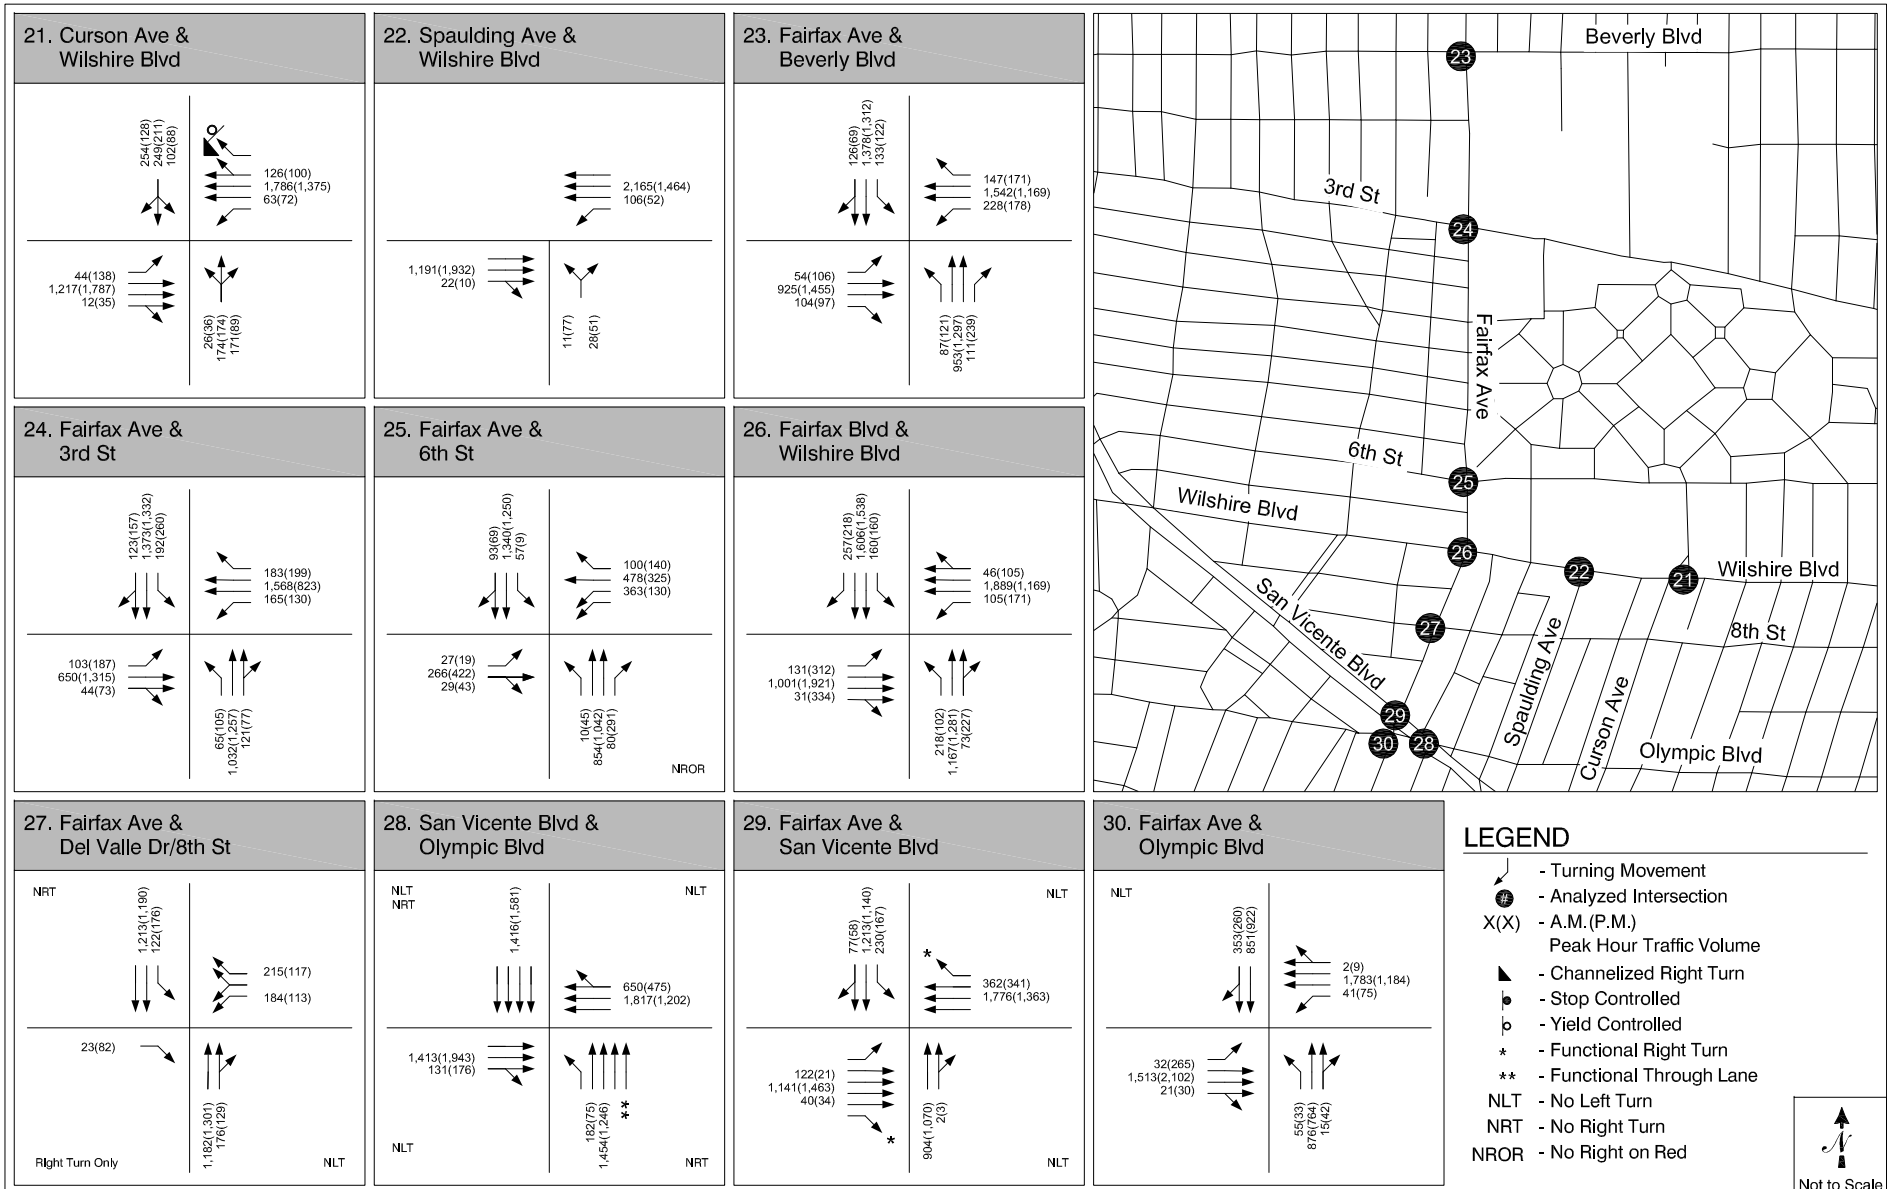 21. Curson Ave &
Wilshire Blvd
254(128)
249(211)
102(88)
126(100)
1,786(1,375)
63(72)
44(138)
1,217(1,787)
12(35)
26(36)
174(174)
171(89)
22. Spaulding Ave &
Wilshire Blvd
2,165(1,464)
106(52)
1,191(1,932)
22(10)
11(77)
28(51)
23. Fairfax Ave &
Beverly Blvd
126(69)
1,378(1,312)
133(122)
147(171)
1,542(1,169)
228(178)
54(106)
925(1,455)
104(97)
87(121)
953(1,297)
111(239)
24. Fairfax Ave &
3rd St
123(157)
1,373(1,332)
192(260)
183(199)
1,568(823)
165(130)
103(187)
650(1,315)
44(73)
65(105)
1,032(1,257)
121(77)
25. Fairfax Ave &
6th St
93(69)
1,340(1,250)
57(9)
100(140)
478(325)
363(130)
27(19)
266(422)
29(43)
10(45)
854(1,042)
80(291)
NROR
26. Fairfax Blvd &
Wilshire Blvd
257(218)
1,606(1,538)
160(160)
46(105)
1,889(1,169)
105(171)
131(312)
1,001(1,921)
31(334)
218(102)
1,167(1,281)
73(227)
27. Fairfax Ave &
Del Valle Dr/8th St
NRT
1,213(1,190)
122(176)
215(117)
184(113)
23(82)
1,182(1,301)
176(129)
Right Turn Only
NLT
28. San Vicente Blvd &
Olympic Blvd
NLT
NRT
NLT
1,416(1,581)
650(475)
1,817(1,202)
1,413(1,943)
131(176)
182(75)
1,454(1,246)
**
NLT
NRT
29. Fairfax Ave &
San Vicente Blvd
NLT
77(58)
1,213(1,140)
230(167)
*
362(341)
1,776(1,363)
122(21)
1,141(1,463)
40(34)
*
904(1,070)
2(3)
NLT
30. Fairfax Ave &
Olympic Blvd
NLT
353(260)
851(922)
2(9)
1,783(1,184)
41(75)
32(265)
1,513(2,102)
21(30)
55(33)
876(764)
15(42)
Beverly Blvd
23
3rd St
24
Fairfax Ave
6th St
25
Wilshire Blvd
26
22
21
Wilshire Blvd
San Vicente Blvd
27
8th St
Spaulding Ave
Curson Ave
29
30
28
Olympic Blvd
LEGEND
- Turning Movement
# - Analyzed Intersection
X(X) - A.M.(P.M.)
Peak Hour Traffic Volume
- Channelized Right Turn
- Stop Controlled
- Yield Controlled
* - Functional Right Turn
** - Functional Through Lane
NLT - No Left Turn
NRT - No Right Turn
NROR - No Right on Red
N
Not to Scale